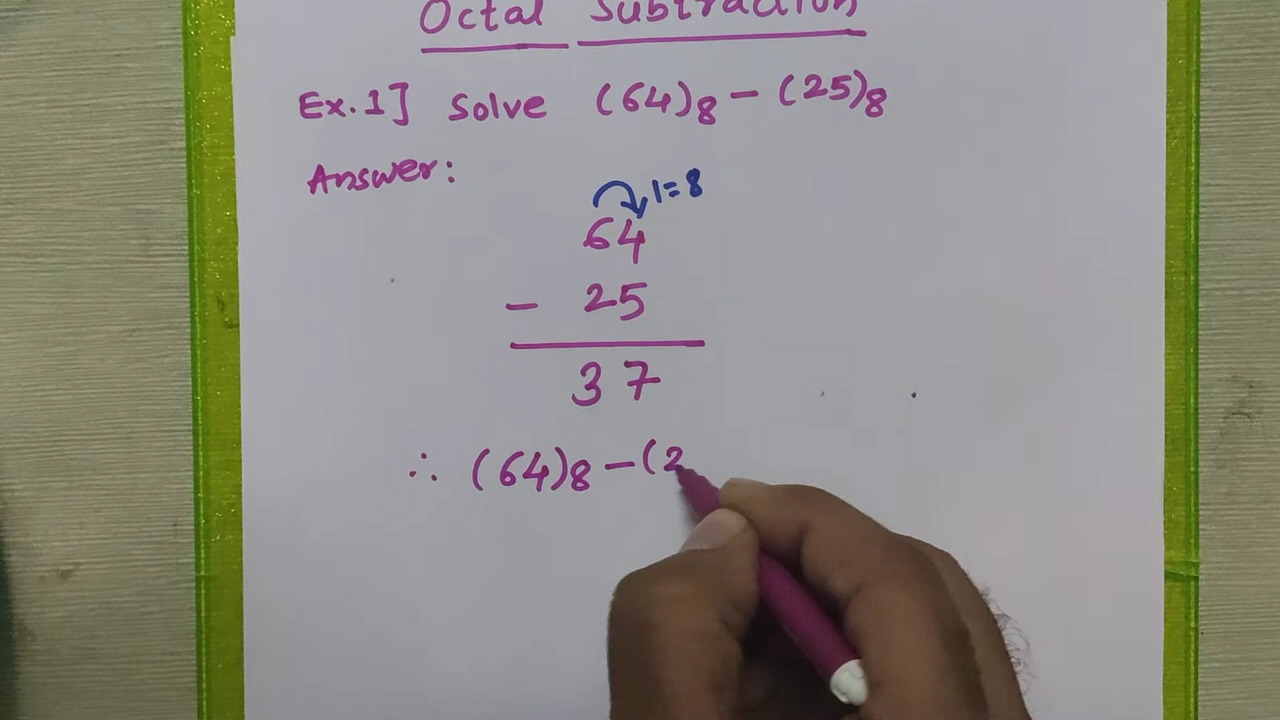 Octal Subtraction
Ex.1] Solve (64)8 - (25)8
Answer:
1=8
64
- 25
37
∴ (64)8 - (2